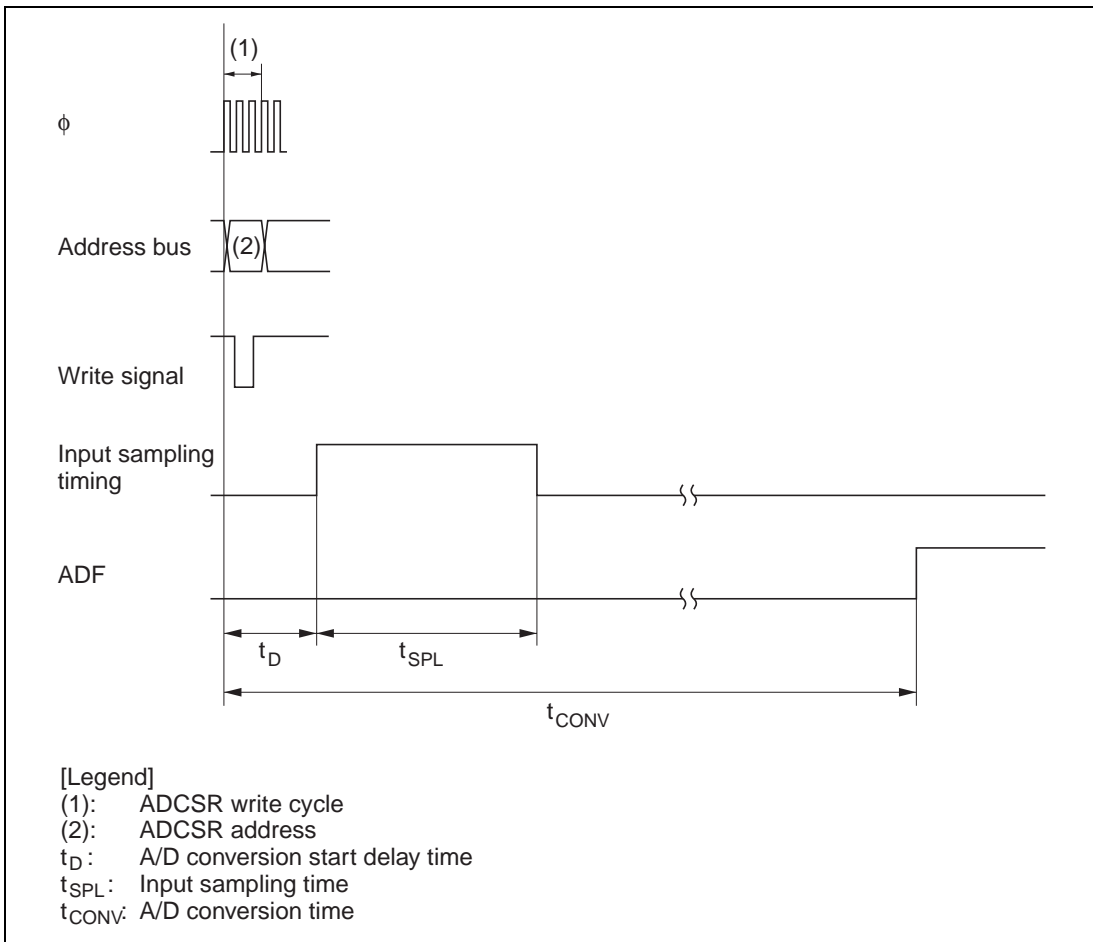 (1)
ϕ
Address bus
(2)
Write signal
Input sampling
timing
ADF
tD
tSPL
tCONV
[Legend]
(1): ADCSR write cycle
(2): ADCSR address
tD : A/D conversion start delay time
tSPL : Input sampling time
tCONV: A/D conversion time